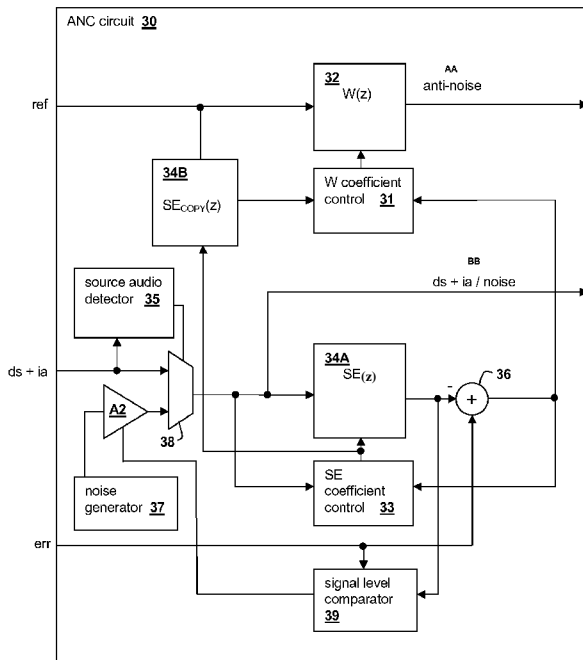 ANC circuit 30
32
W(z)
AA
anti-noise
ref
34B
SECOPY(z)
W coefficient
control 31
BB
ds + ia / noise
source audio
detector 35
34A
SE(z)
36
-
+
ds + ia
A2
38
noise
generator 37
SE
coefficient
control 33
err
signal level
comparator
39